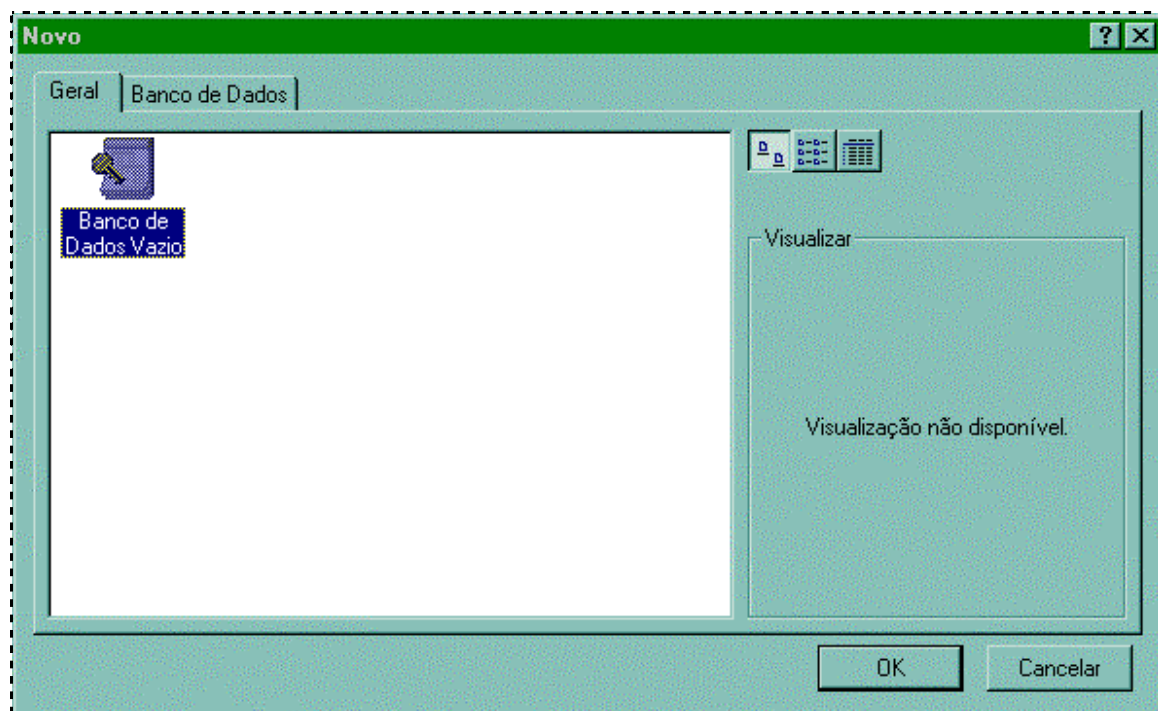 Novo
Geral
Banco de Dados
Banco de
Dados Vazio
Visualizar
Visualização não disponível.
OK
Cancelar